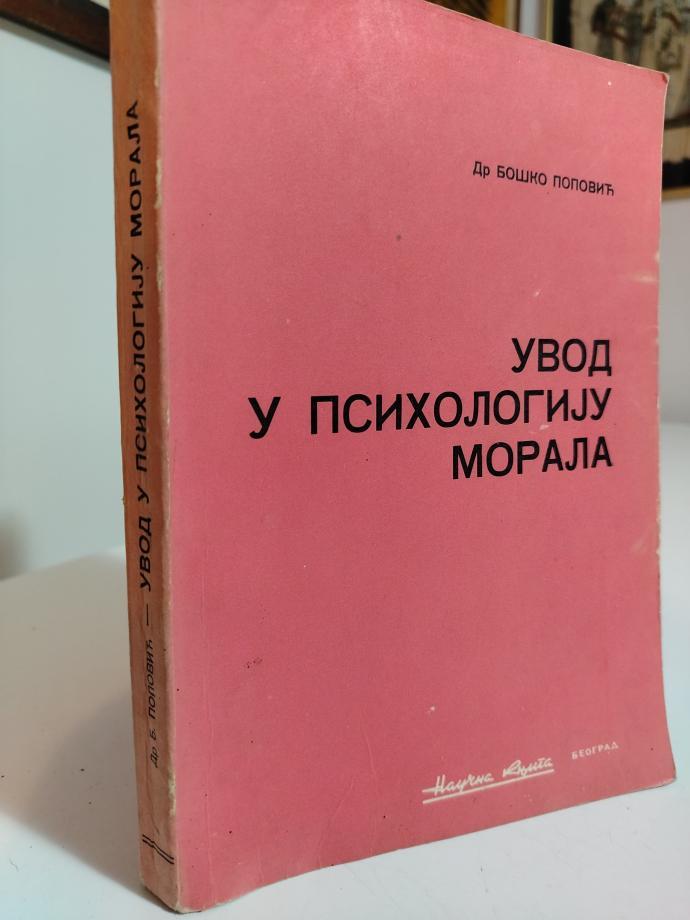 Др БОШКО ПОПОВИЋ
УВОД
У ПСИХОЛОГИЈУ
МОРАЛА
Научна књига БЕОГРАД
Др Б. ПОПОВИЋ — УВОД У ПСИХОЛОГИЈУ МОРАЛА